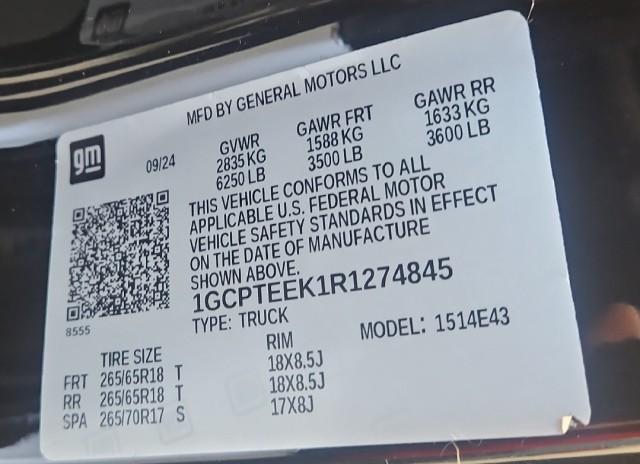 MFD BY GENERAL MOTORS LLC
gm
09/24
GVWR GAWR FRT GAWR RR
2835 KG 1588 KG 1633 KG
6250 LB 3500 LB 3600 LB
THIS VEHICLE CONFORMS TO ALL
APPLICABLE U.S. FEDERAL MOTOR
VEHICLE SAFETY STANDARDS IN EFFECT
ON THE DATE OF MANUFACTURE
SHOWN ABOVE.
8555
1GCPTEEK1R1274845
TYPE: TRUCK MODEL: 1514E43
TIRE SIZE RIM
FRT 265/65R18 T 18X8.5J
RR 265/65R18 T 18X8.5J
SPA 265/70R17 S 17X8J